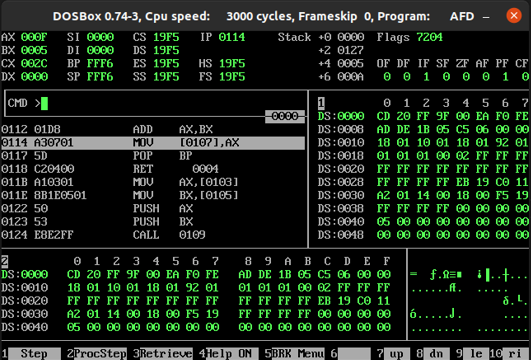 DOSBox 0.74-3, Cpu speed: 3000 cycles, Frameskip 0, Program: AFD
AX 000F SI 0000 CS 19F5 IP 0114 Stack +0 0000 Flags 7204
BX 0005 DI 0000 DS 19F5 +2 0127
CX 002C BP FFF6 ES 19F5 HS 19F5 +4 0005 OF DF IF SF ZF AF PF CF
DX 0000 SP FFF6 SS 19F5 FS 19F5 +6 000A 0 0 1 0 0 0 1 0
CMD > 1 0 1 2 3 4 5 6 7
0000 DS:0000 CD 20 FF 9F 00 EA F0 FE
0112 01D8 ADD AX,BX DS:0008 AD DE 1B 05 C5 06 00 00
0114 A30701 MOV [0107],AX DS:0010 18 01 10 01 18 01 92 01
0117 5D POP BP DS:0018 01 01 01 00 02 FF FF FF
0118 C20400 RET 0004 DS:0020 FF FF FF FF FF FF FF FF
011B A10301 MOV AX,[0103] DS:0028 FF FF FF FF EB 19 C0 11
011E 8B1E0501 MOV BX,[0105] DS:0030 A2 01 14 00 18 00 F5 19
0122 50 PUSH AX DS:0038 FF FF FF FF 00 00 00 00
0123 53 PUSH BX DS:0040 05 00 00 00 00 00 00 00
0124 E8E2FF CALL 0109 DS:0048 00 00 00 00 00 00 00 00
2 0 1 2 3 4 5 6 7 8 9 A B C D E F
DS:0000 CD 20 FF 9F 00 EA F0 FE AD DE 1B 05 C5 06 00 00
DS:0010 18 01 10 01 18 01 92 01 01 01 01 00 02 FF FF FF
DS:0020 FF FF FF FF FF FF FF FF FF FF FF FF EB 19 C0 11
DS:0030 A2 01 14 00 18 00 F5 19 FF FF FF FF 00 00 00 00
DS:0040 05 00 00 00 00 00 00 00 00 00 00 00 00 00 00 00
1 Step 2 ProcStep 3 Retrieve 4 Help ON 5 BRK Menu 6 7 up 8 dn 9 le 10 ri